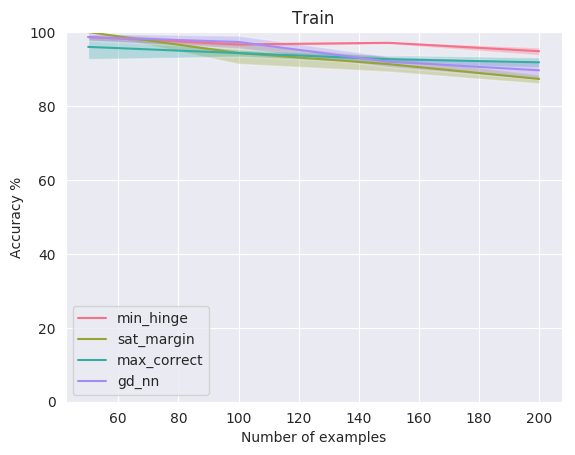 Train
Accuracy %
100
80
60
40
20
0
min_hinge
sat_margin
max_correct
gd_nn
60 80 100 120 140 160 180 200
Number of examples